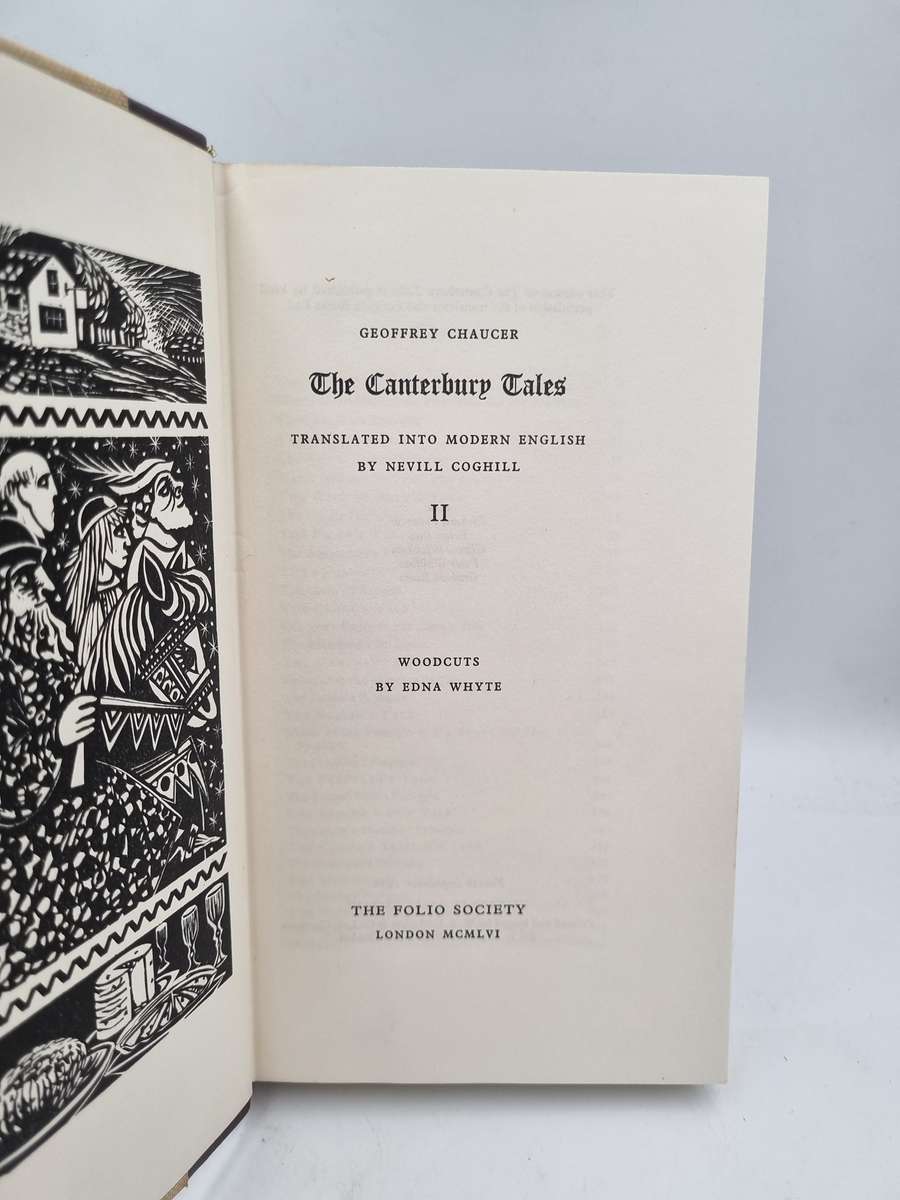 GEOFFREY CHAUCER
The Canterbury Tales
TRANSLATED INTO MODERN ENGLISH
BY NEVILL COGHILL
II
WOODCUTS
BY EDNA WHYTE
THE FOLIO SOCIETY
LONDON MCMLVI